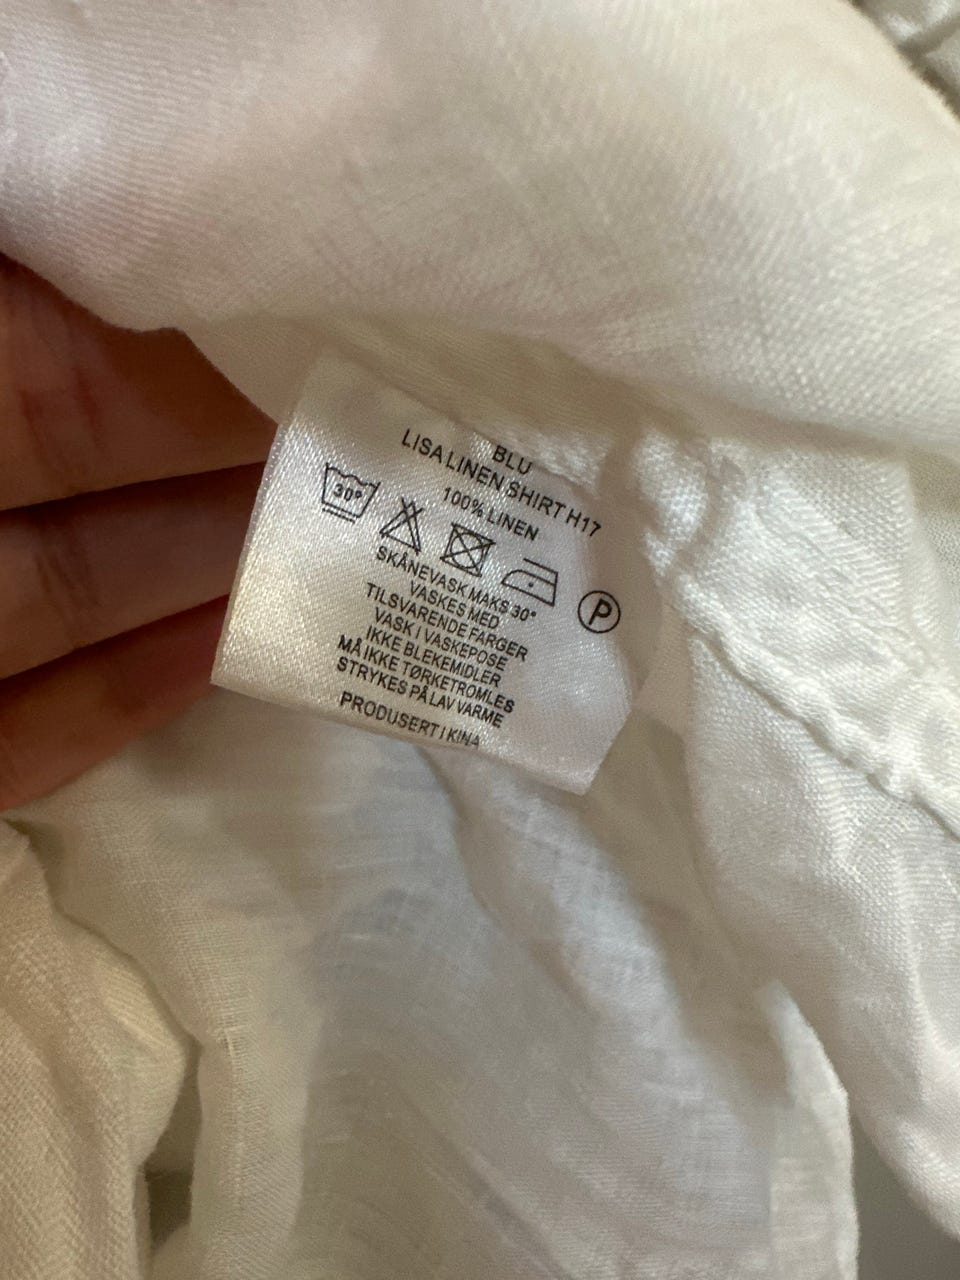 BLU
LISA LINEN SHIRT H17
100% LINEN
30°
P
SKÅNEVASK MAKS 30°
VASKES MED
TILSVARENDE FARGER
VASK I VASKEPOSE
IKKE BLEKEMIDLER
MÅ IKKE TØRKETROMLES
STRYKES PÅ LAV VARME
PRODUSERT I KINA